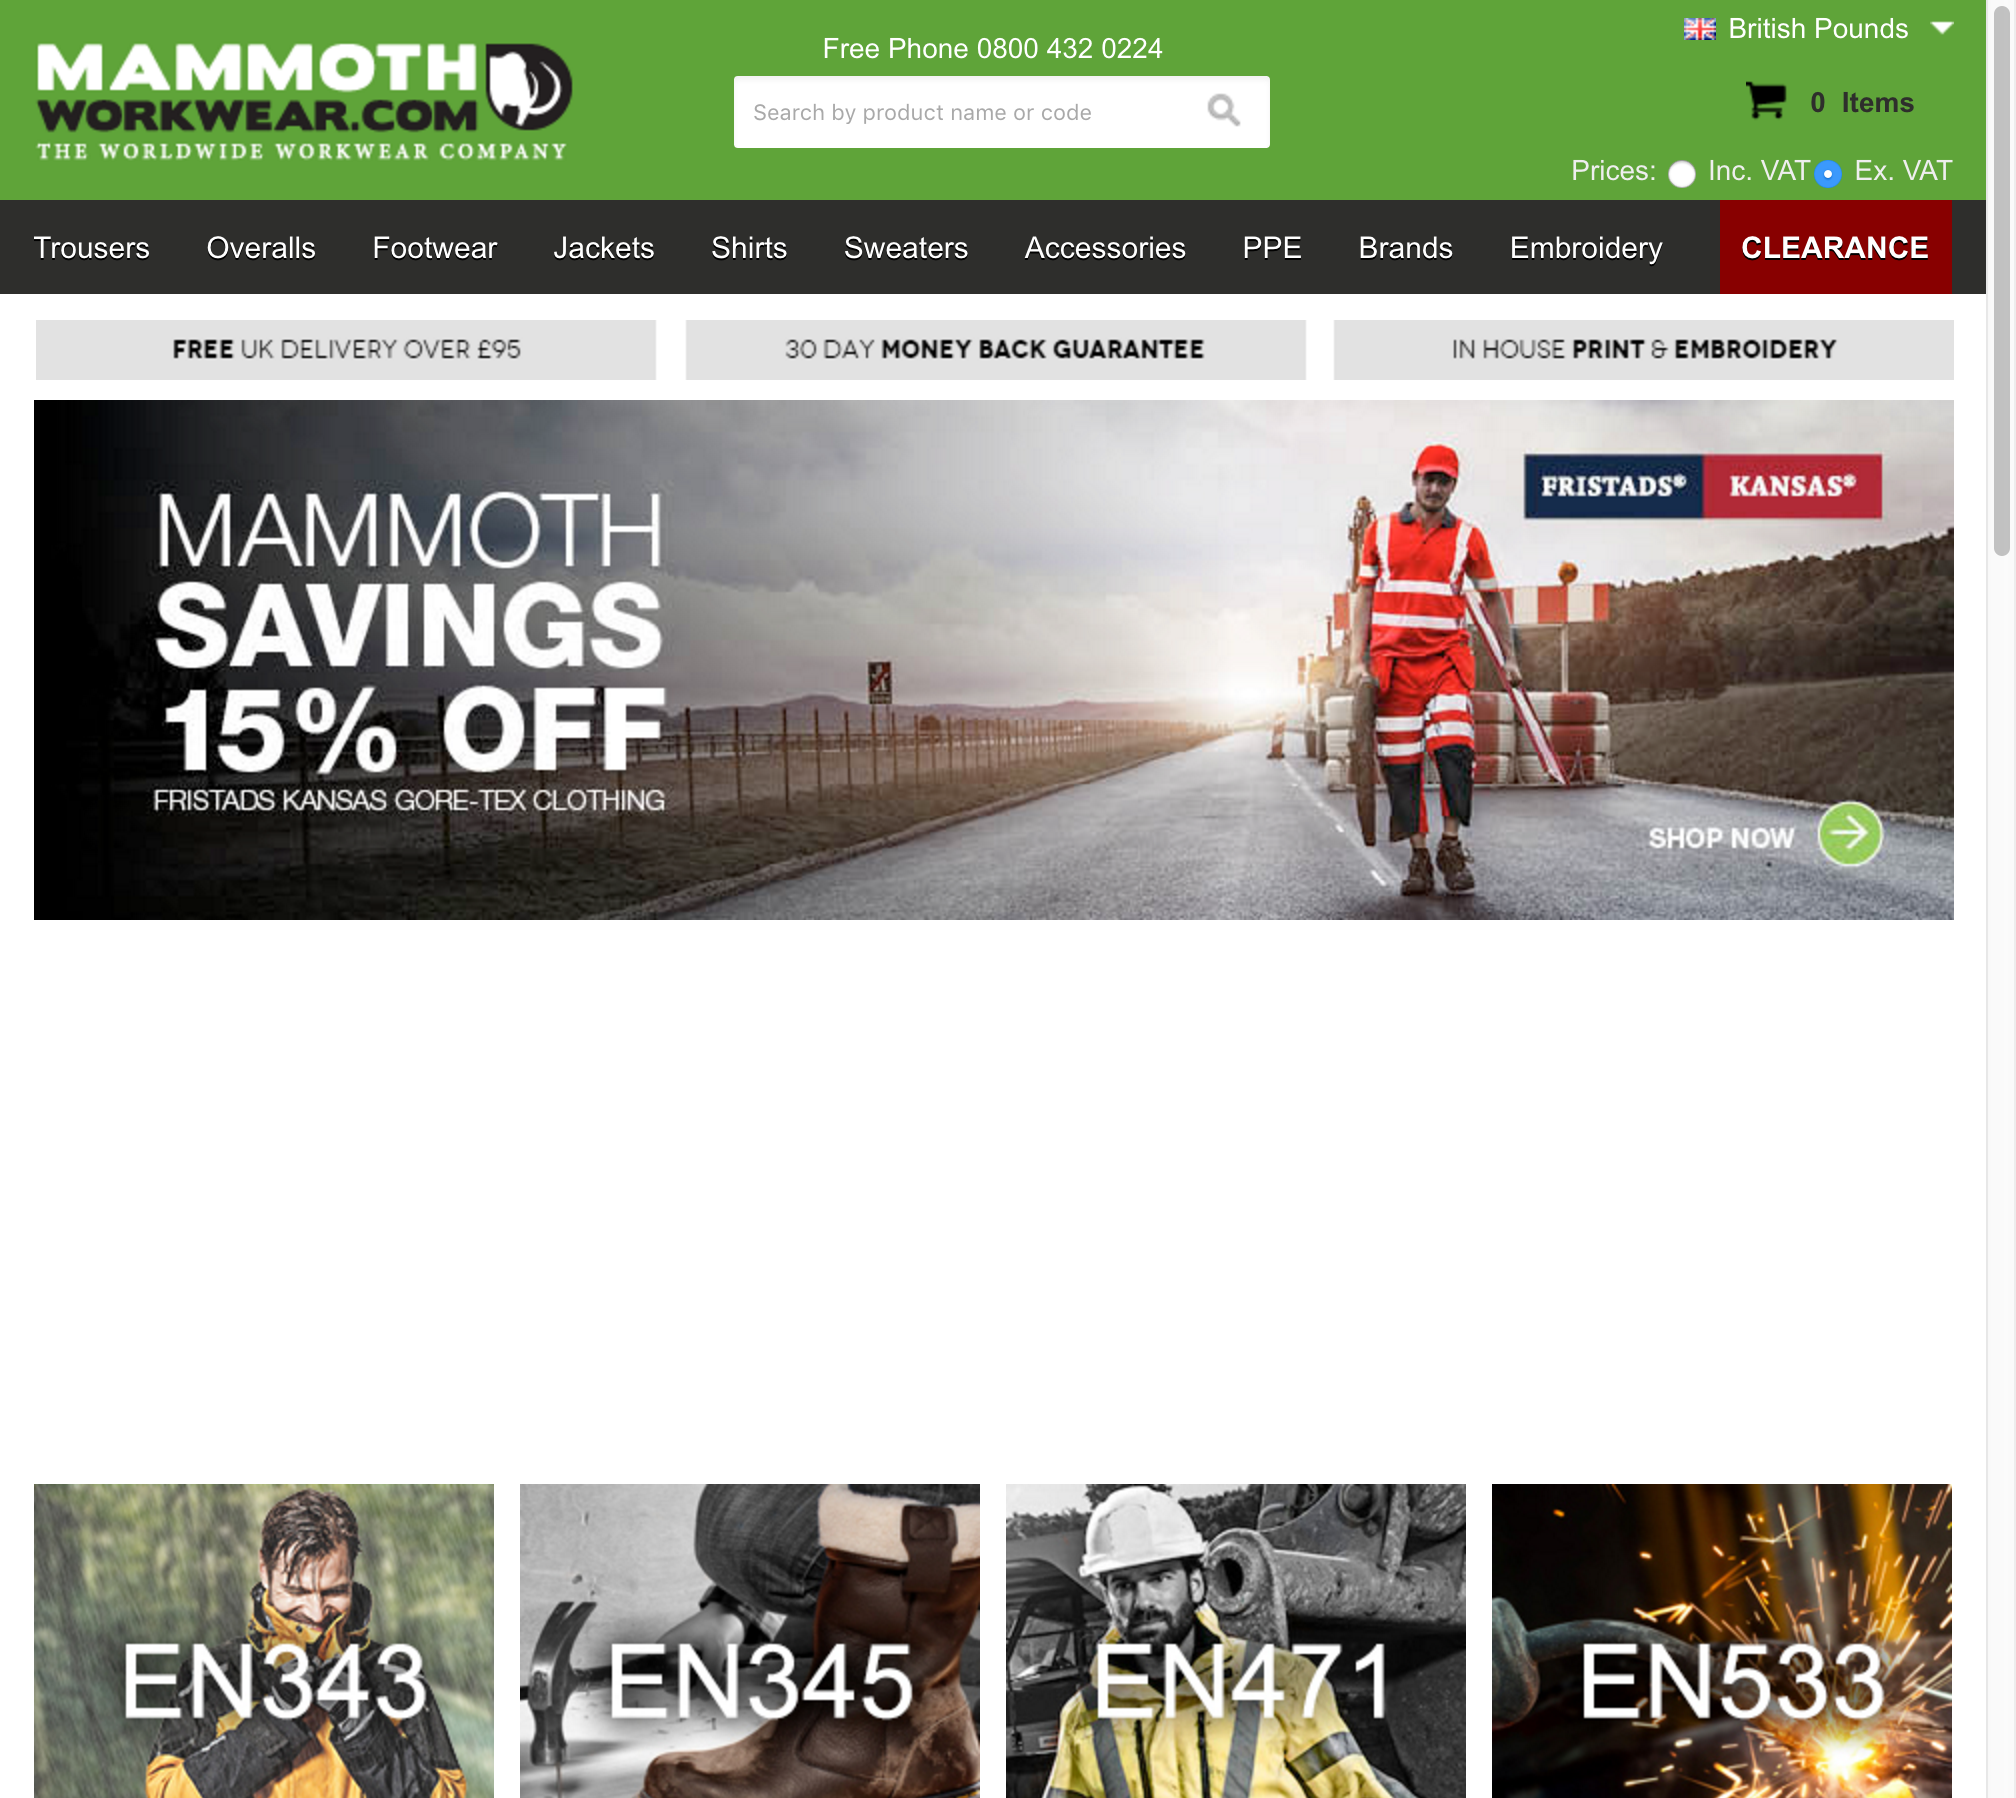 MAMMOTH
WORKWEAR.COM
THE WORLDWIDE WORKWEAR COMPANY
Free Phone 0800 432 0224
Search by product name or code
British Pounds
0 Items
Prices: Inc. VAT Ex. VAT
Trousers Overalls Footwear Jackets Shirts Sweaters Accessories PPE Brands Embroidery CLEARANCE
FREE UK DELIVERY OVER £95
30 DAY MONEY BACK GUARANTEE
IN HOUSE PRINT & EMBROIDERY
MAMMOTH
SAVINGS
15% OFF
FRISTADS KANSAS GORE-TEX CLOTHING
FRISTADS® KANSAS®
SHOP NOW
EN343
EN345
EN471
EN533